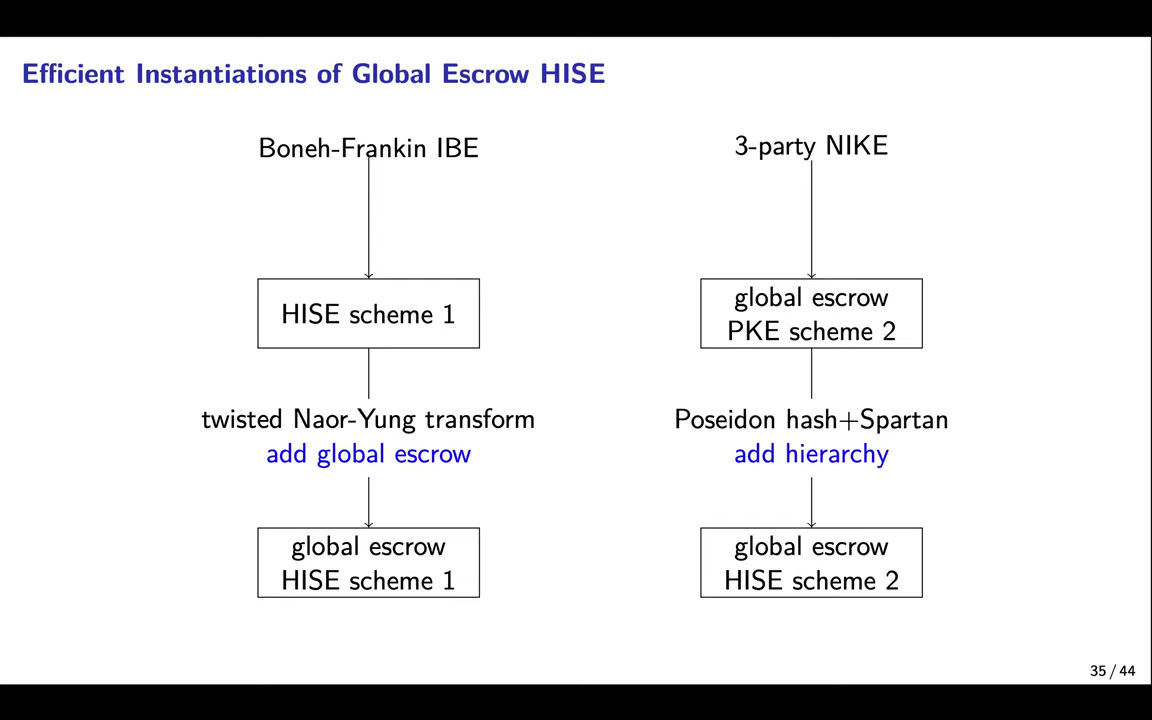 Efficient Instantiations of Global Escrow HISE
Boneh-Frankin IBE
HISE scheme 1
twisted Naor-Yung transform
add global escrow
global escrow
HISE scheme 1
3-party NIKE
global escrow
PKE scheme 2
Poseidon hash+Spartan
add hierarchy
global escrow
HISE scheme 2
35 / 44